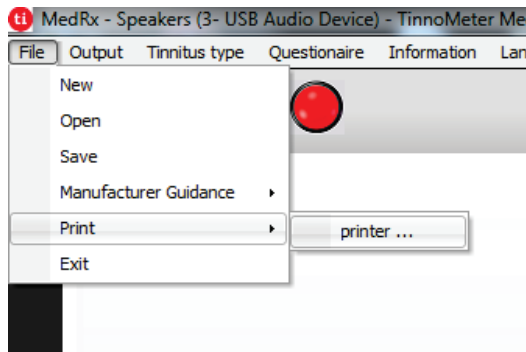 ti MedRx - Speakers (3- USB Audio Device) - TinnoMeter Me
File Output Tinnitus type Questionaire Information Lan
New
Open
Save
Manufacturer Guidance
Print
printer ...
Exit